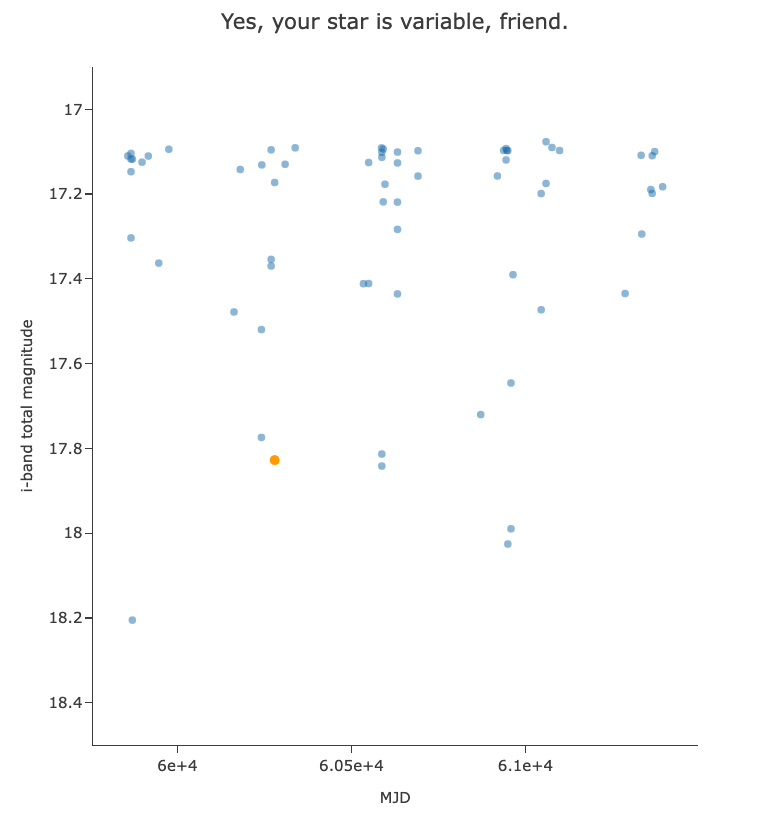 Yes, your star is variable, friend.
17
17.2
17.4
17.6
17.8
18
18.2
18.4
i-band total magnitude
6e+4
6.05e+4
6.1e+4
MJD